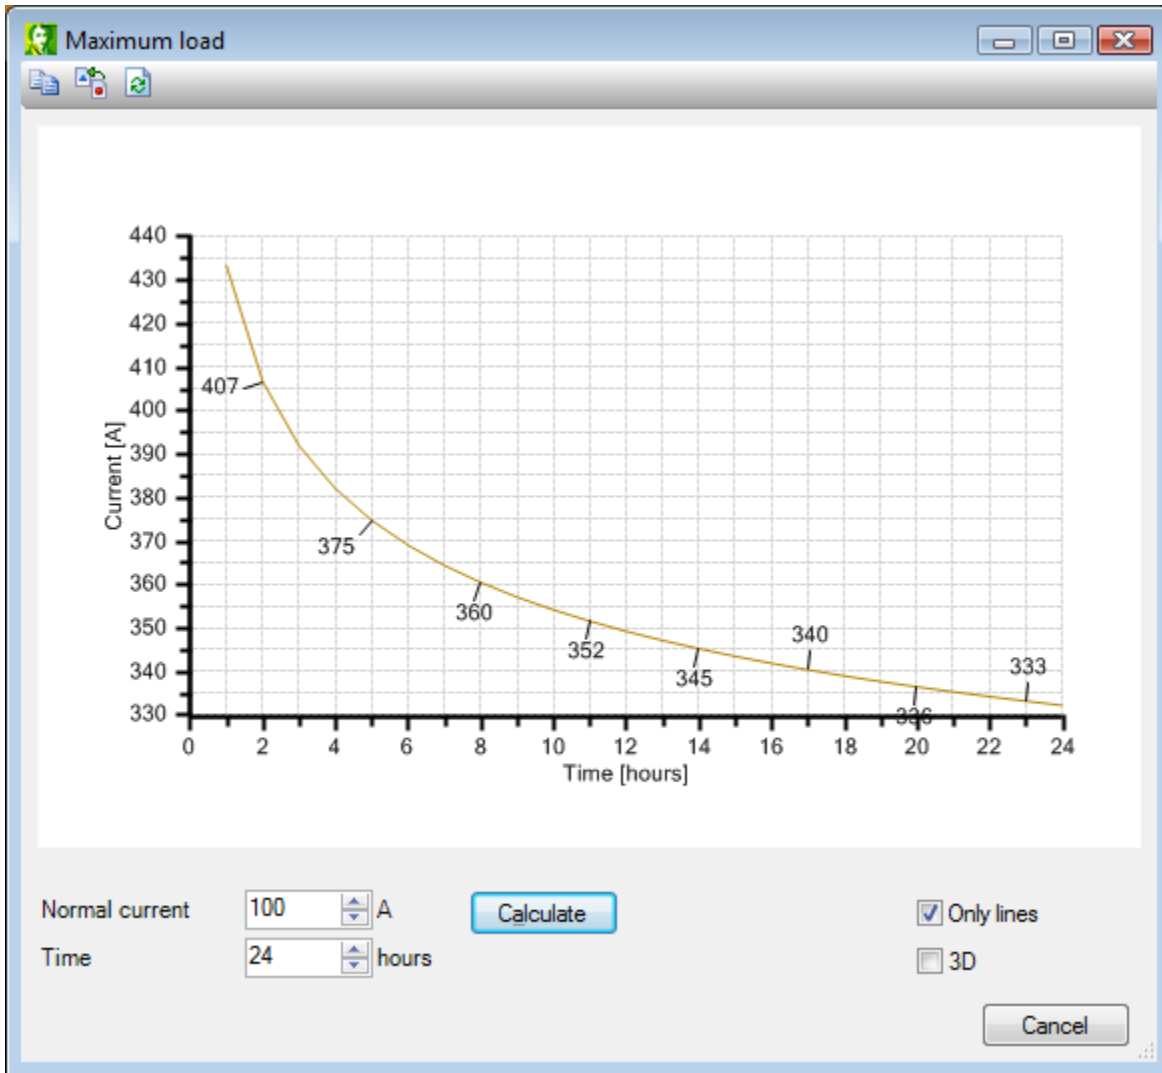 Maximum load
440
430
420
410
407
400
390
380
375
370
360
360
352
350
345
340
340
333
336
330
0 2 4 6 8 10 12 14 16 18 20 22 24
Current [A]
Time [hours]
Normal current 100 A Calculate Only lines
Time 24 hours 3D
Cancel